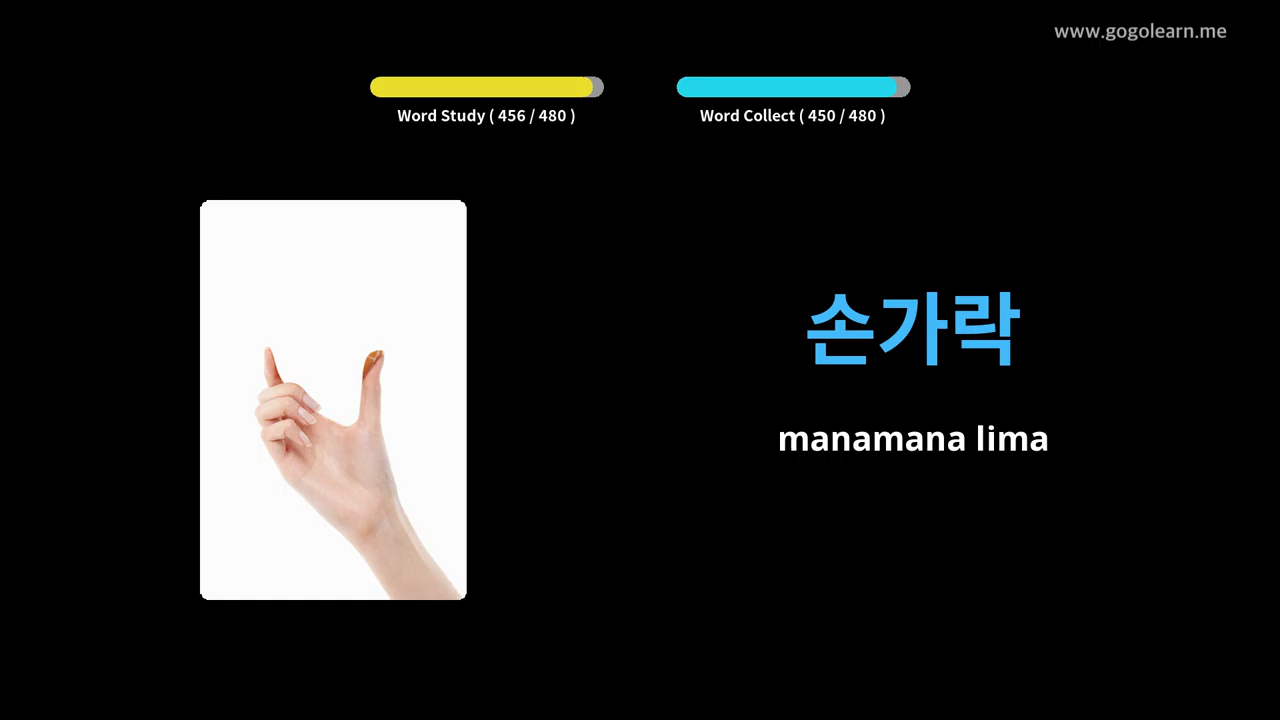 www.gogolearn.me
Word Study ( 456 / 480 )
Word Collect ( 450 / 480 )
손가락
manamana lima